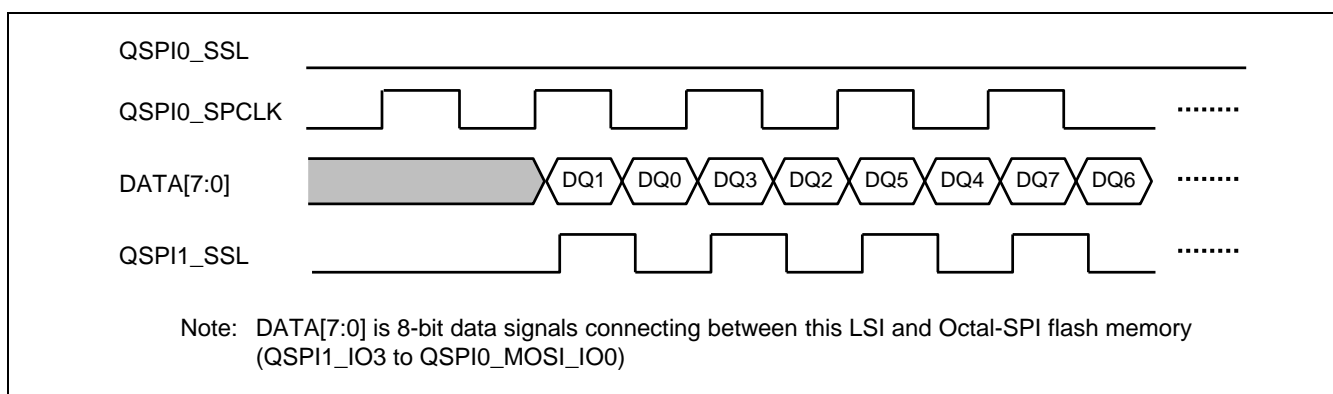 QSPI0_SSL
QSPI0_SPCLK ........
DATA[7:0] DQ1 DQ0 DQ3 DQ2 DQ5 DQ4 DQ7 DQ6 ........
QSPI1_SSL ........
Note: DATA[7:0] is 8-bit data signals connecting between this LSI and Octal-SPI flash memory
(QSPI1_IO3 to QSPI0_MOSI_IO0)